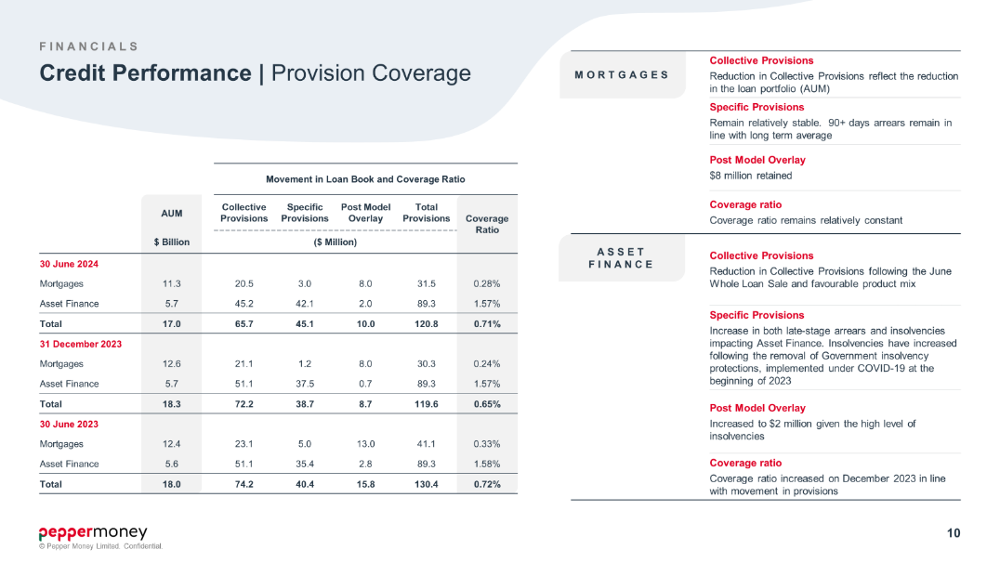 FINANCIALS
Credit Performance | Provision Coverage
Movement in Loan Book and Coverage Ratio
AUM Collective Provisions Specific Provisions Post Model Overlay Total Provisions Coverage Ratio
$ Billion ($ Million)
30 June 2024
Mortgages 11.3 20.5 3.0 8.0 31.5 0.28%
Asset Finance 5.7 45.2 42.1 2.0 89.3 1.57%
Total 17.0 65.7 45.1 10.0 120.8 0.71%
31 December 2023
Mortgages 12.6 21.1 1.2 8.0 30.3 0.24%
Asset Finance 5.7 51.1 37.5 0.7 89.3 1.57%
Total 18.3 72.2 38.7 8.7 119.6 0.65%
30 June 2023
Mortgages 12.4 23.1 5.0 13.0 41.1 0.33%
Asset Finance 5.6 51.1 35.4 2.8 89.3 1.58%
Total 18.0 74.2 40.4 15.8 130.4 0.72%
MORTGAGES
Collective Provisions
Reduction in Collective Provisions reflect the reduction
in the loan portfolio (AUM)
Specific Provisions
Remain relatively stable. 90+ days arrears remain in
line with long term average
Post Model Overlay
$8 million retained
Coverage ratio
Coverage ratio remains relatively constant
ASSET
FINANCE
Collective Provisions
Reduction in Collective Provisions following the June
Whole Loan Sale and favourable product mix
Specific Provisions
Increase in both late-stage arrears and insolvencies
impacting Asset Finance. Insolvencies have increased
following the removal of Government insolvency
protections, implemented under COVID-19 at the
beginning of 2023
Post Model Overlay
Increased to $2 million given the high level of
insolvencies
Coverage ratio
Coverage ratio increased on December 2023 in line
with movement in provisions
peppermoney
© Pepper Money Limited. Confidential.
10